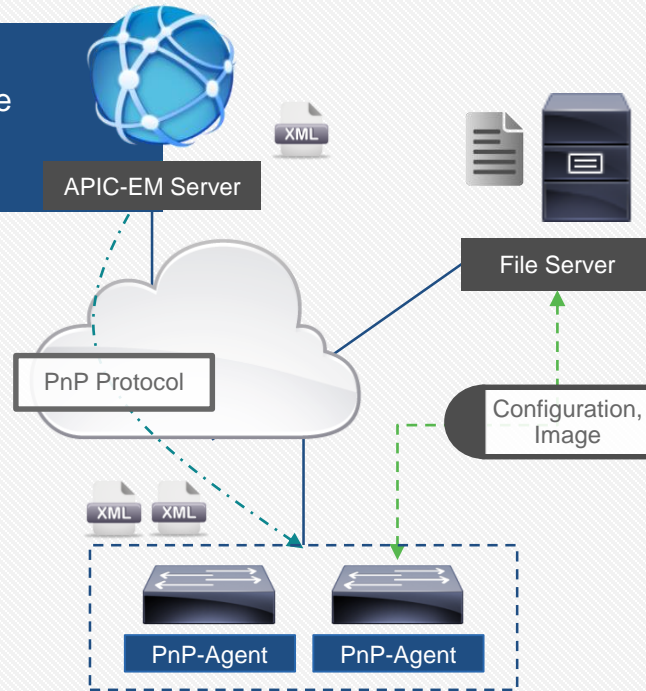 e
XML
APIC-EM Server
File Server
PnP Protocol
Configuration,
Image
XML XML
PnP-Agent PnP-Agent